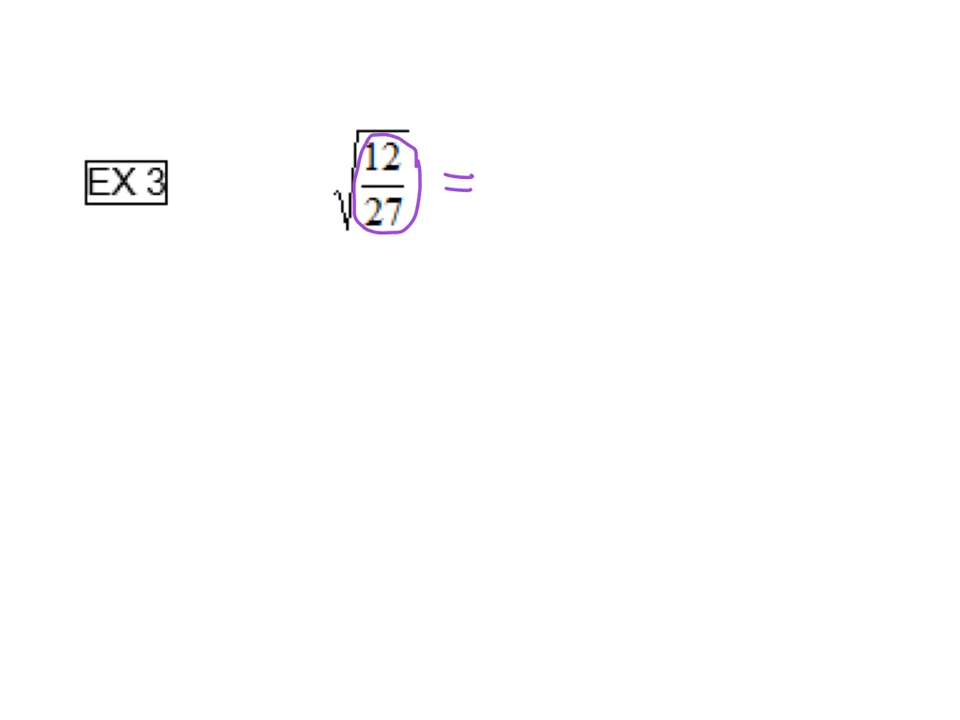 EX 3 √(12/27) =